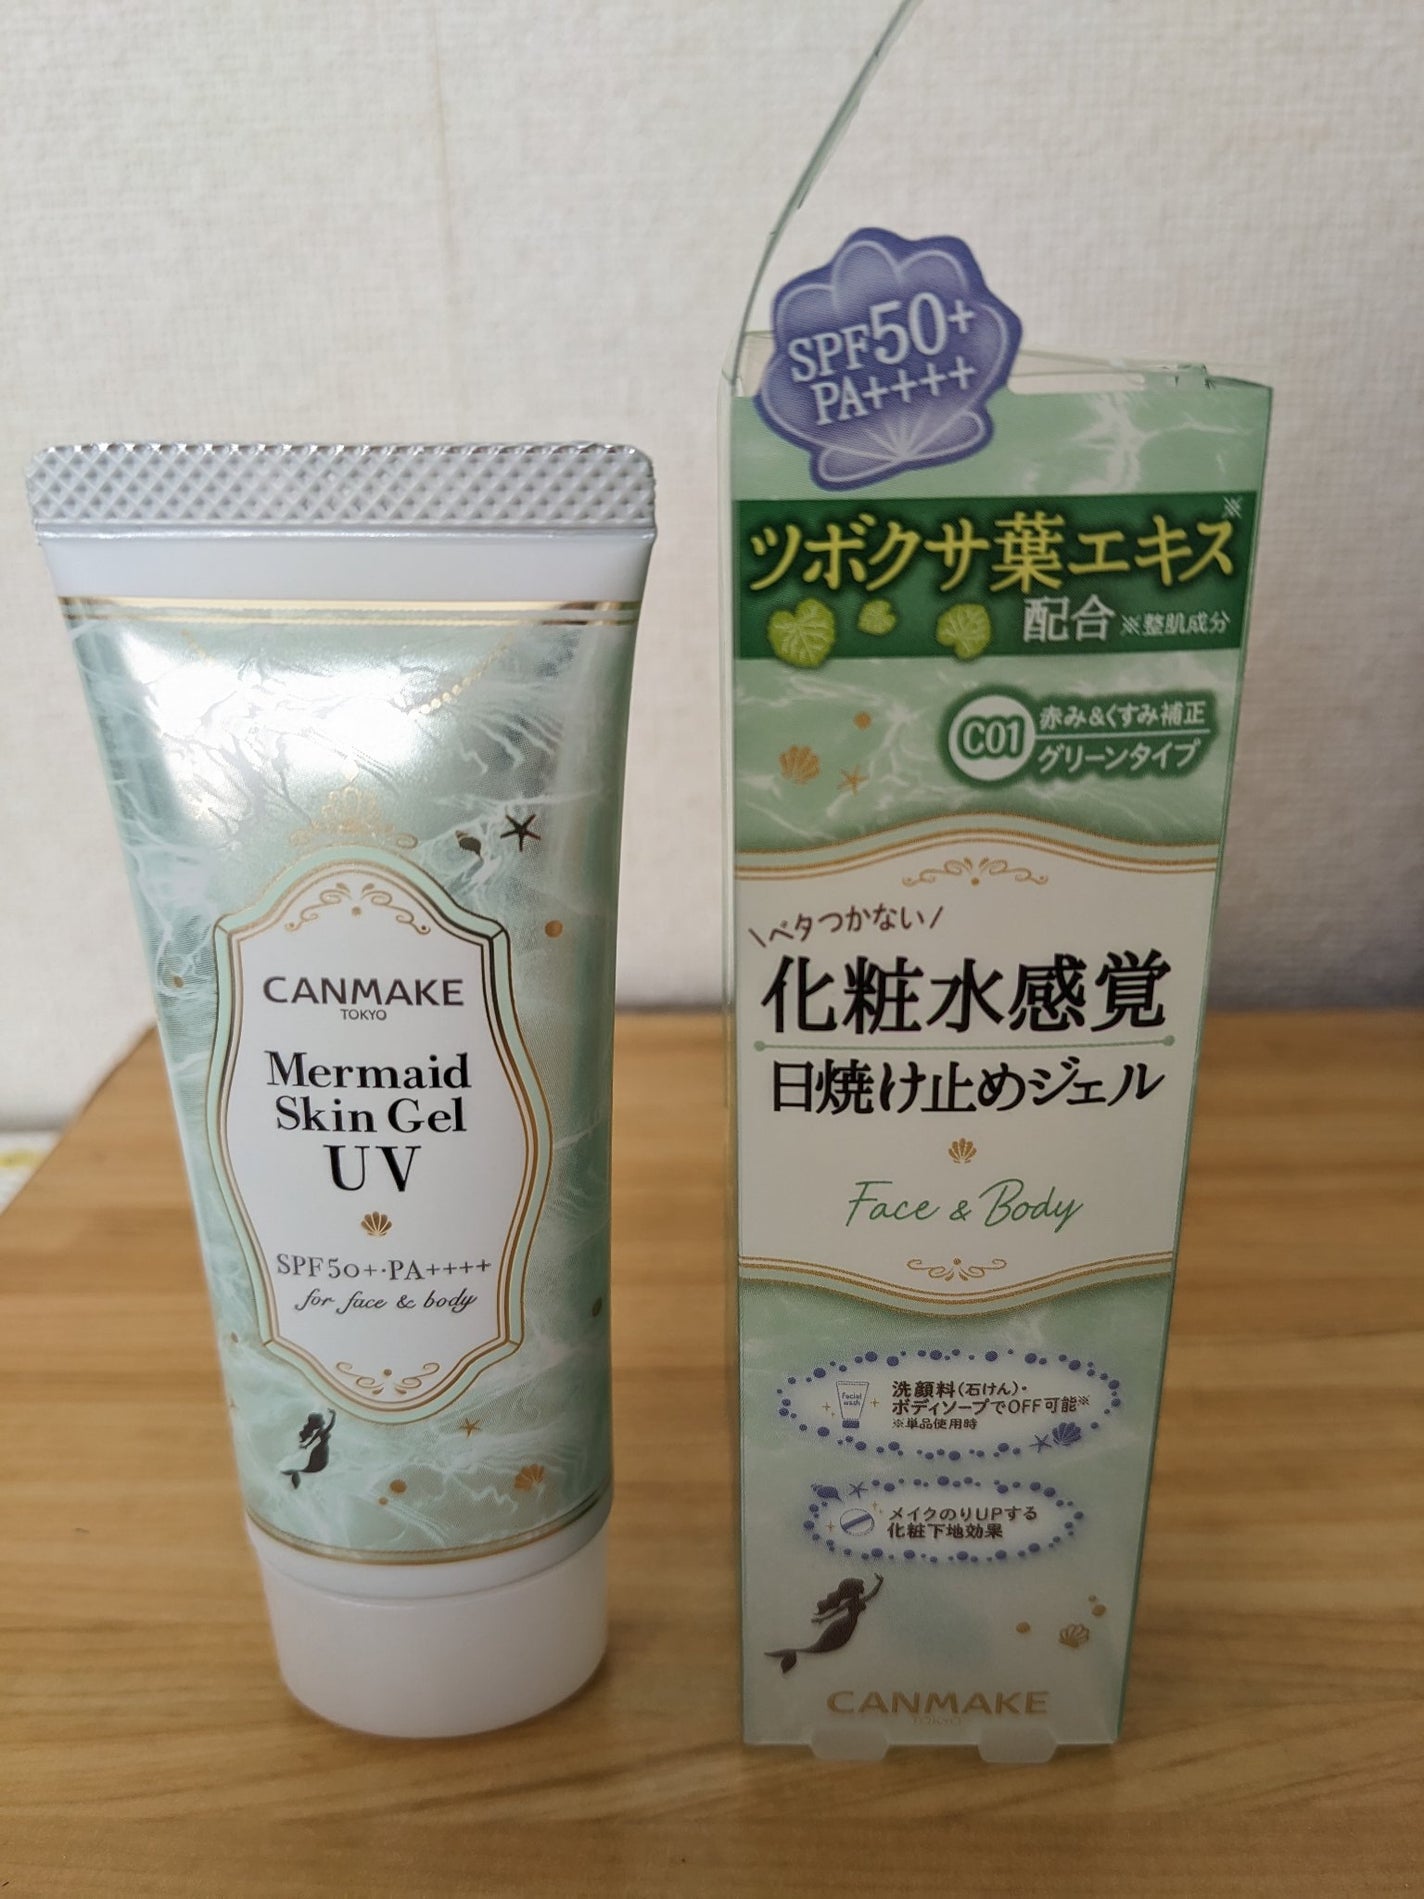 CANMAKE
TOKYO
Mermaid
Skin Gel
UV
SPF50+・PA++++
for face & body
SPF50+
PA++++
ツボクサ葉エキス※
配合 ※整肌成分
C01
赤み&くすみ補正
グリーンタイプ
\ベタつかない/
化粧水感覚
日焼け止めジェル
Face & Body
Facial
wash
洗顔料(石けん)・
ボディソープでOFF可能※
※単品使用時
メイクのりUPする
化粧下地効果
CANMAKE
TOKYO